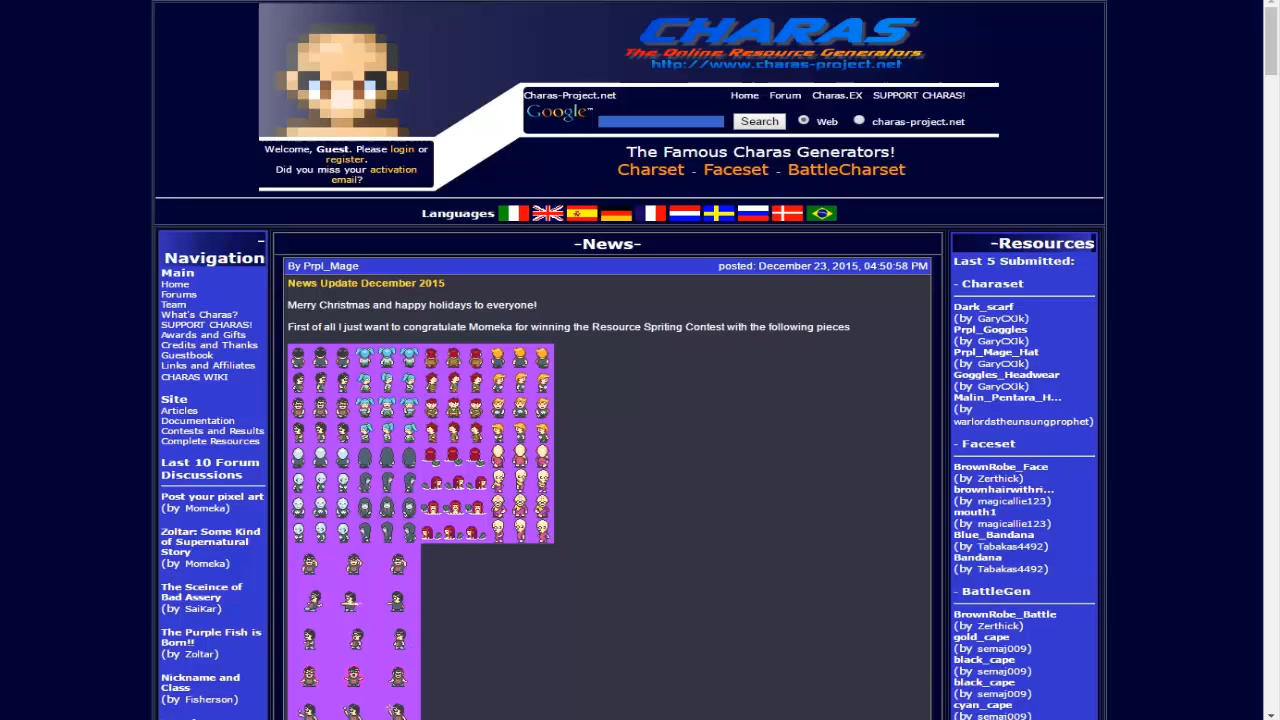 CHARAS
The Online Resource Generators
http://www.charas-project.net
Charas-Project.net
Home Forum Charas.EX SUPPORT CHARAS!
Google™
Search Web charas-project.net
Welcome, Guest. Please login or
register.
Did you miss your activation
email?
The Famous Charas Generators!
Charset - Faceset - BattleCharset
Languages
-
Navigation
Main
Home
Forums
Team
What's Charas?
SUPPORT CHARAS!
Awards and Gifts
Credits and Thanks
Guestbook
Links and Affiliates
CHARAS WIKI
Site
Articles
Documentation
Contests and Results
Complete Resources
Last 10 Forum
Discussions
Post your pixel art
(by Momeka)
Zoltar: Some Kind
of Supernatural
Story
(by Momeka)
The Sceince of
Bad Assery
(by SaiKar)
The Purple Fish is
Born!!
(by Zoltar)
Nickname and
Class
(by Fisherson)
-News-
By Prpl_Mage posted: December 23, 2015, 04:50:58 PM
News Update December 2015
Merry Christmas and happy holidays to everyone!
First of all I just want to congratulate Momeka for winning the Resource Spriting Contest with the following pieces
-Resources
Last 5 Submitted:
- Charaset
Dark_scarf
(by GaryCXJk)
Prpl_Goggles
(by GaryCXJk)
Prpl_Mage_Hat
(by GaryCXJk)
Goggles_Headwear
(by GaryCXJk)
Malin_Pentara_H...
(by
warlordstheunsungprophet)
- Faceset
BrownRobe_Face
(by Zerthick)
brownhairwithri...
(by magicallie123)
mouth1
(by magicallie123)
Blue_Bandana
(by Tabakas4492)
Bandana
(by Tabakas4492)
- BattleGen
BrownRobe_Battle
(by Zerthick)
gold_cape
(by semaj009)
black_cape
(by semaj009)
black_cape
(by semaj009)
cyan_cape
(by semaj009)